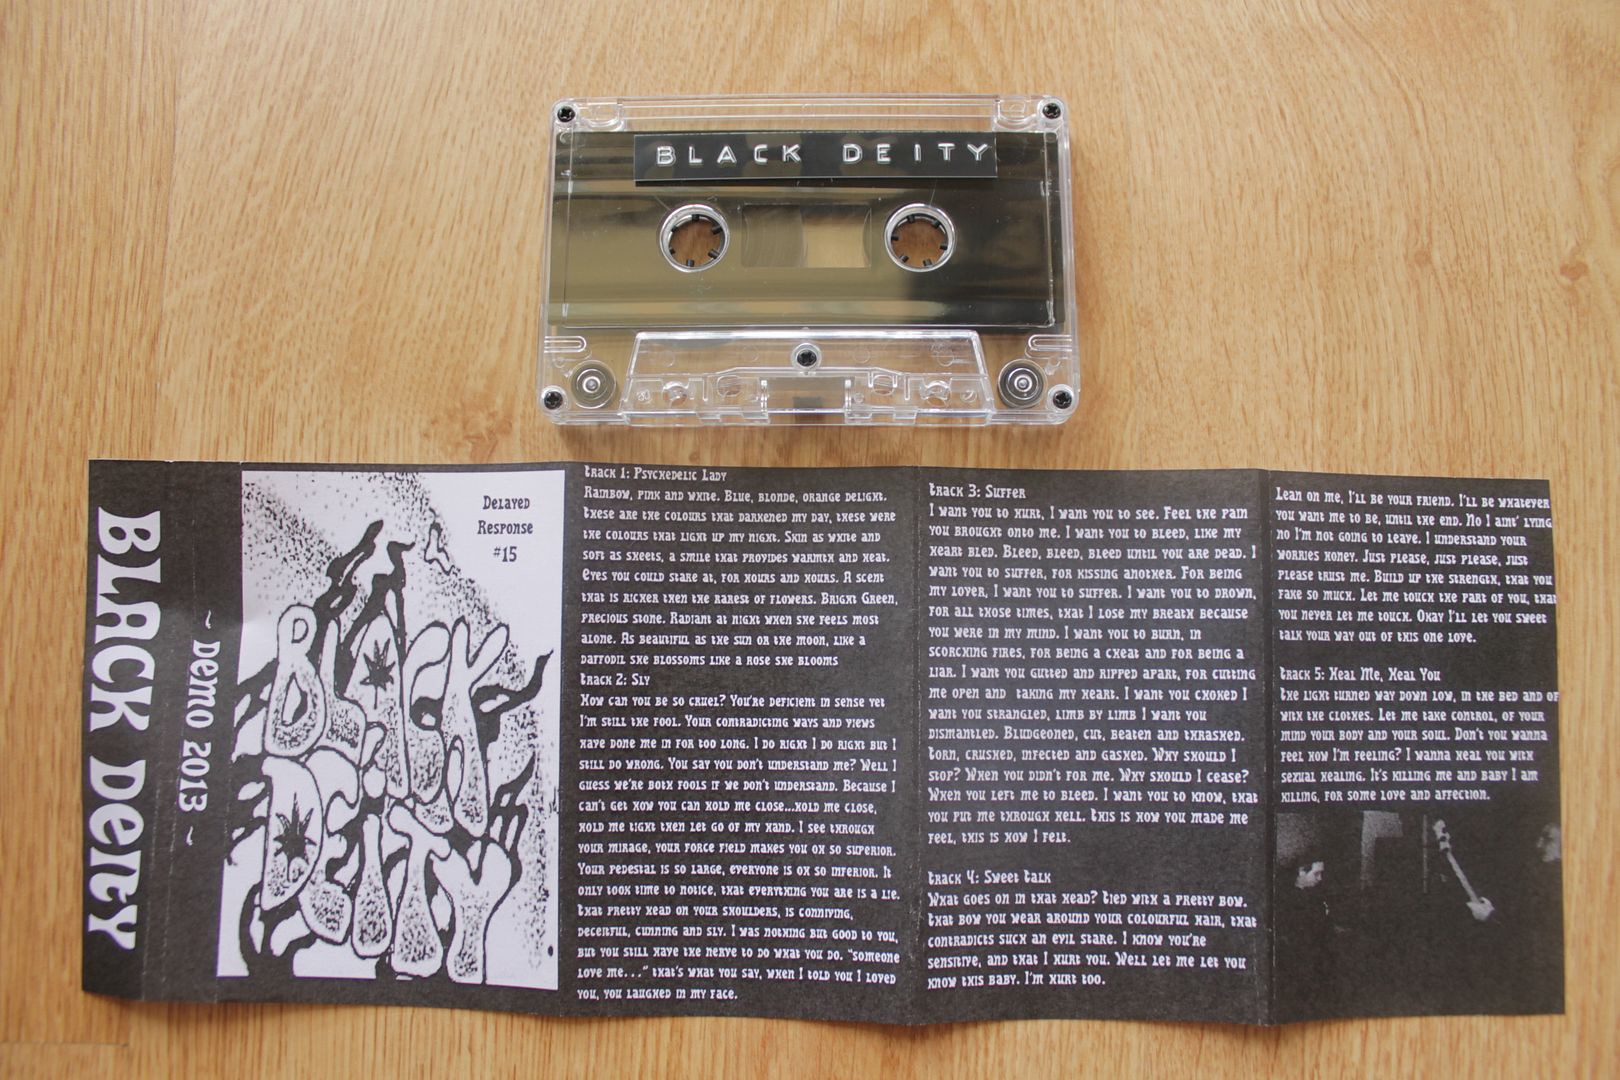 BLACK DEITY
BLACK DEITY
~ DEMO 2013 ~
DELAYED
RESPONSE
#15
BLACK
DEITY
TRACK 1: PSYCHEDELIC LADY
RAINBOW, PINK AND WHITE. BLUE, BLONDE, ORANGE DELIGHT.
THESE ARE THE COLOURS THAT DARKENED MY DAY, THESE WERE
THE COLOURS THAT LIGHT UP MY NIGHT. SKIN AS WHITE AND
SOFT AS SHEETS, A SMILE THAT PROVIDES WARMTH AND HEAT.
EYES YOU COULD STARE AT, FOR HOURS AND HOURS. A SCENT
THAT IS RICHER THEN THE RAREST OF FLOWERS. BRIGHT GREEN,
PRECIOUS STONE. RADIANT AT NIGHT WHEN SHE FEELS MOST
ALONE. AS BEAUTIFUL AS THE SUN OR THE MOON, LIKE A
DAFFODIL SHE BLOSSOMS LIKE A ROSE SHE BLOOMS
TRACK 2: SLY
HOW CAN YOU BE SO CRUEL? YOU'RE DEFICIENT IN SENSE YET
I'M STILL THE FOOL. YOUR CONTRADICTING WAYS AND VIEWS
HAVE DONE ME IN FOR TOO LONG. I DO RIGHT I DO RIGHT BUT I
STILL DO WRONG. YOU SAY YOU DON'T UNDERSTAND ME? WELL I
GUESS WE'RE BOTH FOOLS IF WE DON'T UNDERSTAND. BECAUSE I
CAN'T GET HOW YOU CAN HOLD ME CLOSE...HOLD ME CLOSE,
HOLD ME TIGHT THEN LET GO OF MY HAND. I SEE THROUGH
YOUR MIRAGE, YOUR FORCE FIELD MAKES YOU OH SO SUPERIOR.
YOUR PEDESTAL IS SO LARGE, EVERYONE IS OH SO INFERIOR. IT
ONLY TOOK TIME TO NOTICE, THAT EVERYTHING YOU ARE IS A LIE.
THAT PRETTY HEAD ON YOUR SHOULDERS, IS CONNIVING,
DECEITFUL, CUNNING AND SLY. I WAS NOTHING BUT GOOD TO YOU,
BUT YOU STILL HAVE THE NERVE TO DO WHAT YOU DO. "SOMEONE
LOVE ME..." THAT'S WHAT YOU SAY, WHEN I TOLD YOU I LOVED
YOU, YOU LAUGHED IN MY FACE.
TRACK 3: SUFFER
I WANT YOU TO HURT, I WANT YOU TO SEE. FEEL THE PAIN
YOU BROUGHT ONTO ME. I WANT YOU TO BLEED, LIKE MY
HEART BLED. BLEED, BLEED, BLEED UNTIL YOU ARE DEAD. I
WANT YOU TO SUFFER, FOR KISSING ANOTHER. FOR BEING
MY LOVER, I WANT YOU TO SUFFER. I WANT YOU TO DROWN,
FOR ALL THOSE TIMES, THAT I LOSE MY BREATH BECAUSE
YOU WERE IN MY MIND. I WANT YOU TO BURN, IN
SCORCHING FIRES, FOR BEING A CHEAT AND FOR BEING A
LIAR. I WANT YOU GUTTED AND RIPPED APART, FOR CUTTING
ME OPEN AND TAKING MY HEART. I WANT YOU CHOKED I
WANT YOU STRANGLED, LIMB BY LIMB I WANT YOU
DISMANTLED. BLUDGEONED, CUT, BEATEN AND THRASHED.
TORN, CRUSHED, INFECTED AND GASHED. WHY SHOULD I
STOP? WHEN YOU DIDN'T FOR ME. WHY SHOULD I CEASE?
WHEN YOU LEFT ME TO BLEED. I WANT YOU TO KNOW, THAT
YOU PUT ME THROUGH HELL. THIS IS HOW YOU MADE ME
FEEL, THIS IS HOW I FELT.
TRACK 4: SWEET TALK
WHAT GOES ON IN THAT HEAD? TIED WITH A PRETTY BOW.
THAT BOW YOU WEAR AROUND YOUR COLOURFUL HAIR, THAT
CONTRADICTS SUCH AN EVIL STARE. I KNOW YOU'RE
SENSITIVE, AND THAT I HURT YOU. WELL LET ME LET YOU
KNOW THIS BABY. I'M HURT TOO.
LEAN ON ME, I'LL BE YOUR FRIEND. I'LL BE WHATEVER
YOU WANT ME TO BE, UNTIL THE END. NO I AINT' LYING
NO I'M NOT GOING TO LEAVE. I UNDERSTAND YOUR
WORRIES HONEY. JUST PLEASE, JUST PLEASE, JUST
PLEASE TRUST ME. BUILD UP THE STRENGTH, THAT YOU
FAKE SO MUCH. LET ME TOUCH THE PART OF YOU, THAT
YOU NEVER LET ME TOUCH. OKAY I'LL LET YOU SWEET
TALK YOUR WAY OUT OF THIS ONE LOVE.
TRACK 5: HEAL ME, HEAL YOU
THE LIGHT TURNED WAY DOWN LOW, IN THE BED AND OF
WITH THE CLOTHES. LET ME TAKE CONTROL, OF YOUR
MIND YOUR BODY AND YOUR SOUL. DON'T YOU WANNA
FEEL HOW I'M FEELING? I WANNA HEAL YOU WITH
SEXUAL HEALING. IT'S KILLING ME AND BABY I AM
KILLING, FOR SOME LOVE AND AFFECTION.